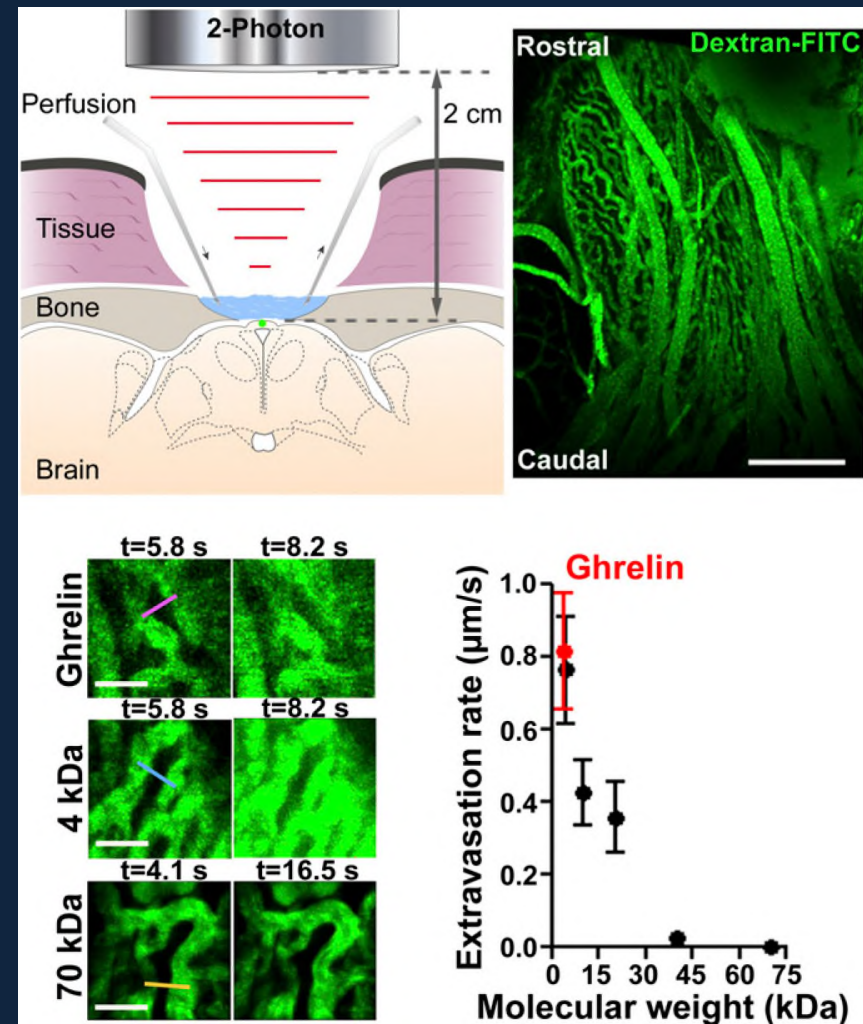 2-Photon
Perfusion
2 cm
Tissue
Bone
Brain
Rostral
Dextran-FITC
Caudal
t=5.8 s
t=8.2 s
Ghrelin
t=5.8 s
t=8.2 s
4 kDa
t=4.1 s
t=16.5 s
70 kDa
Ghrelin
Extravasation rate (µm/s)
1.0
0.8
0.6
0.4
0.2
0.0
0 15 30 45 60 75
Molecular weight (kDa)